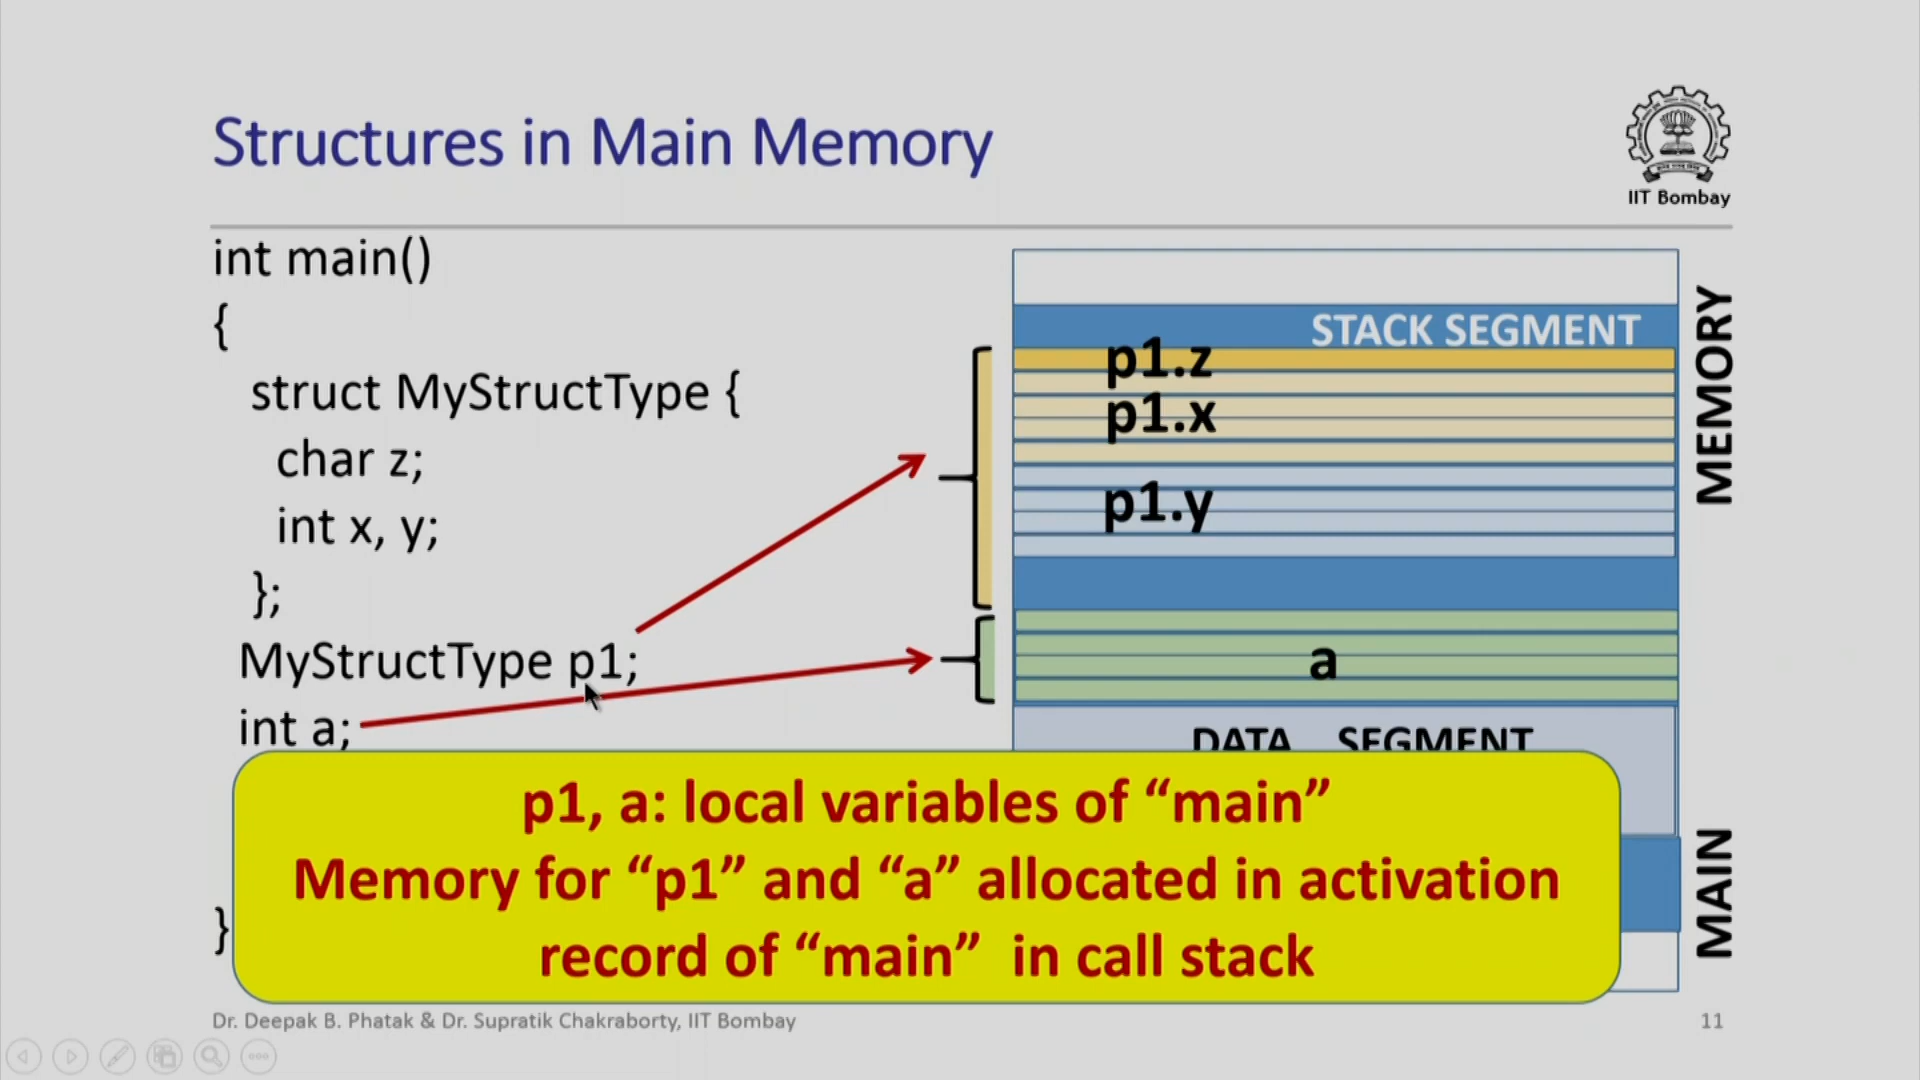 Structures in Main Memory
IIT Bombay
int main()
{
struct MyStructType {
char z;
int x, y;
};
MyStructType p1;
int a;
}
STACK SEGMENT
p1.z
p1.x
p1.y
a
DATA SEGMENT
MAIN MEMORY
p1, a: local variables of “main”
Memory for “p1” and “a” allocated in activation
record of “main” in call stack
Dr. Deepak B. Phatak & Dr. Supratik Chakraborty, IIT Bombay
11